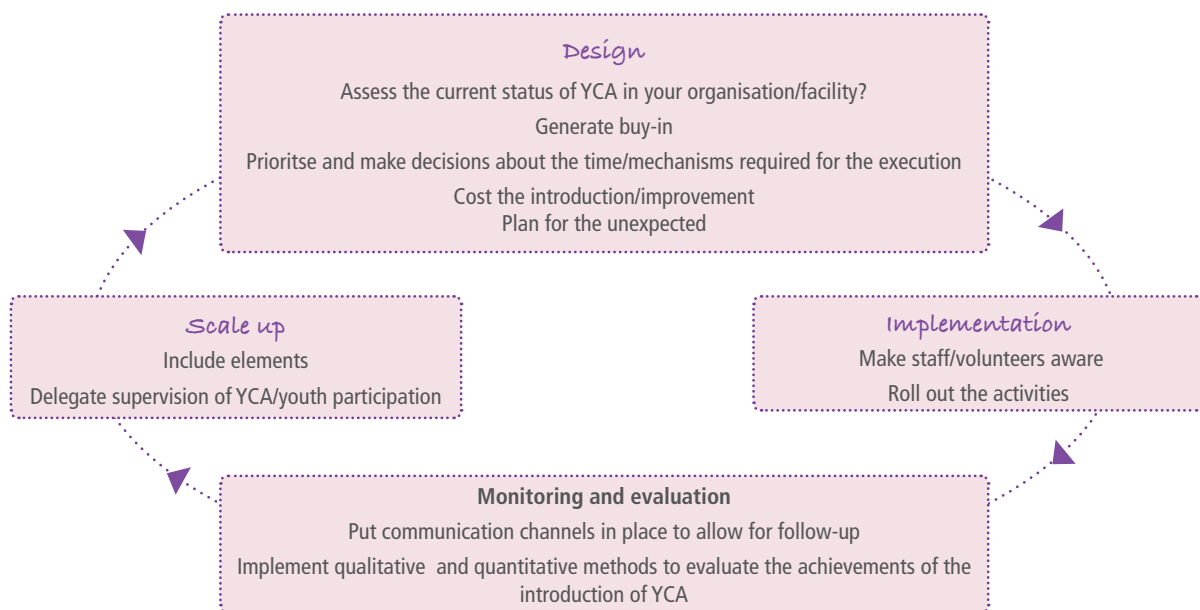 Design
Assess the current status of YCA in your organisation/facility?
Generate buy-in
Prioritse and make decisions about the time/mechanisms required for the execution
Cost the introduction/improvement
Plan for the unexpected
Scale up
Include elements
Delegate supervision of YCA/youth participation
Implementation
Make staff/volunteers aware
Roll out the activities
Monitoring and evaluation
Put communication channels in place to allow for follow-up
Implement qualitative and quantitative methods to evaluate the achievements of the
introduction of YCA